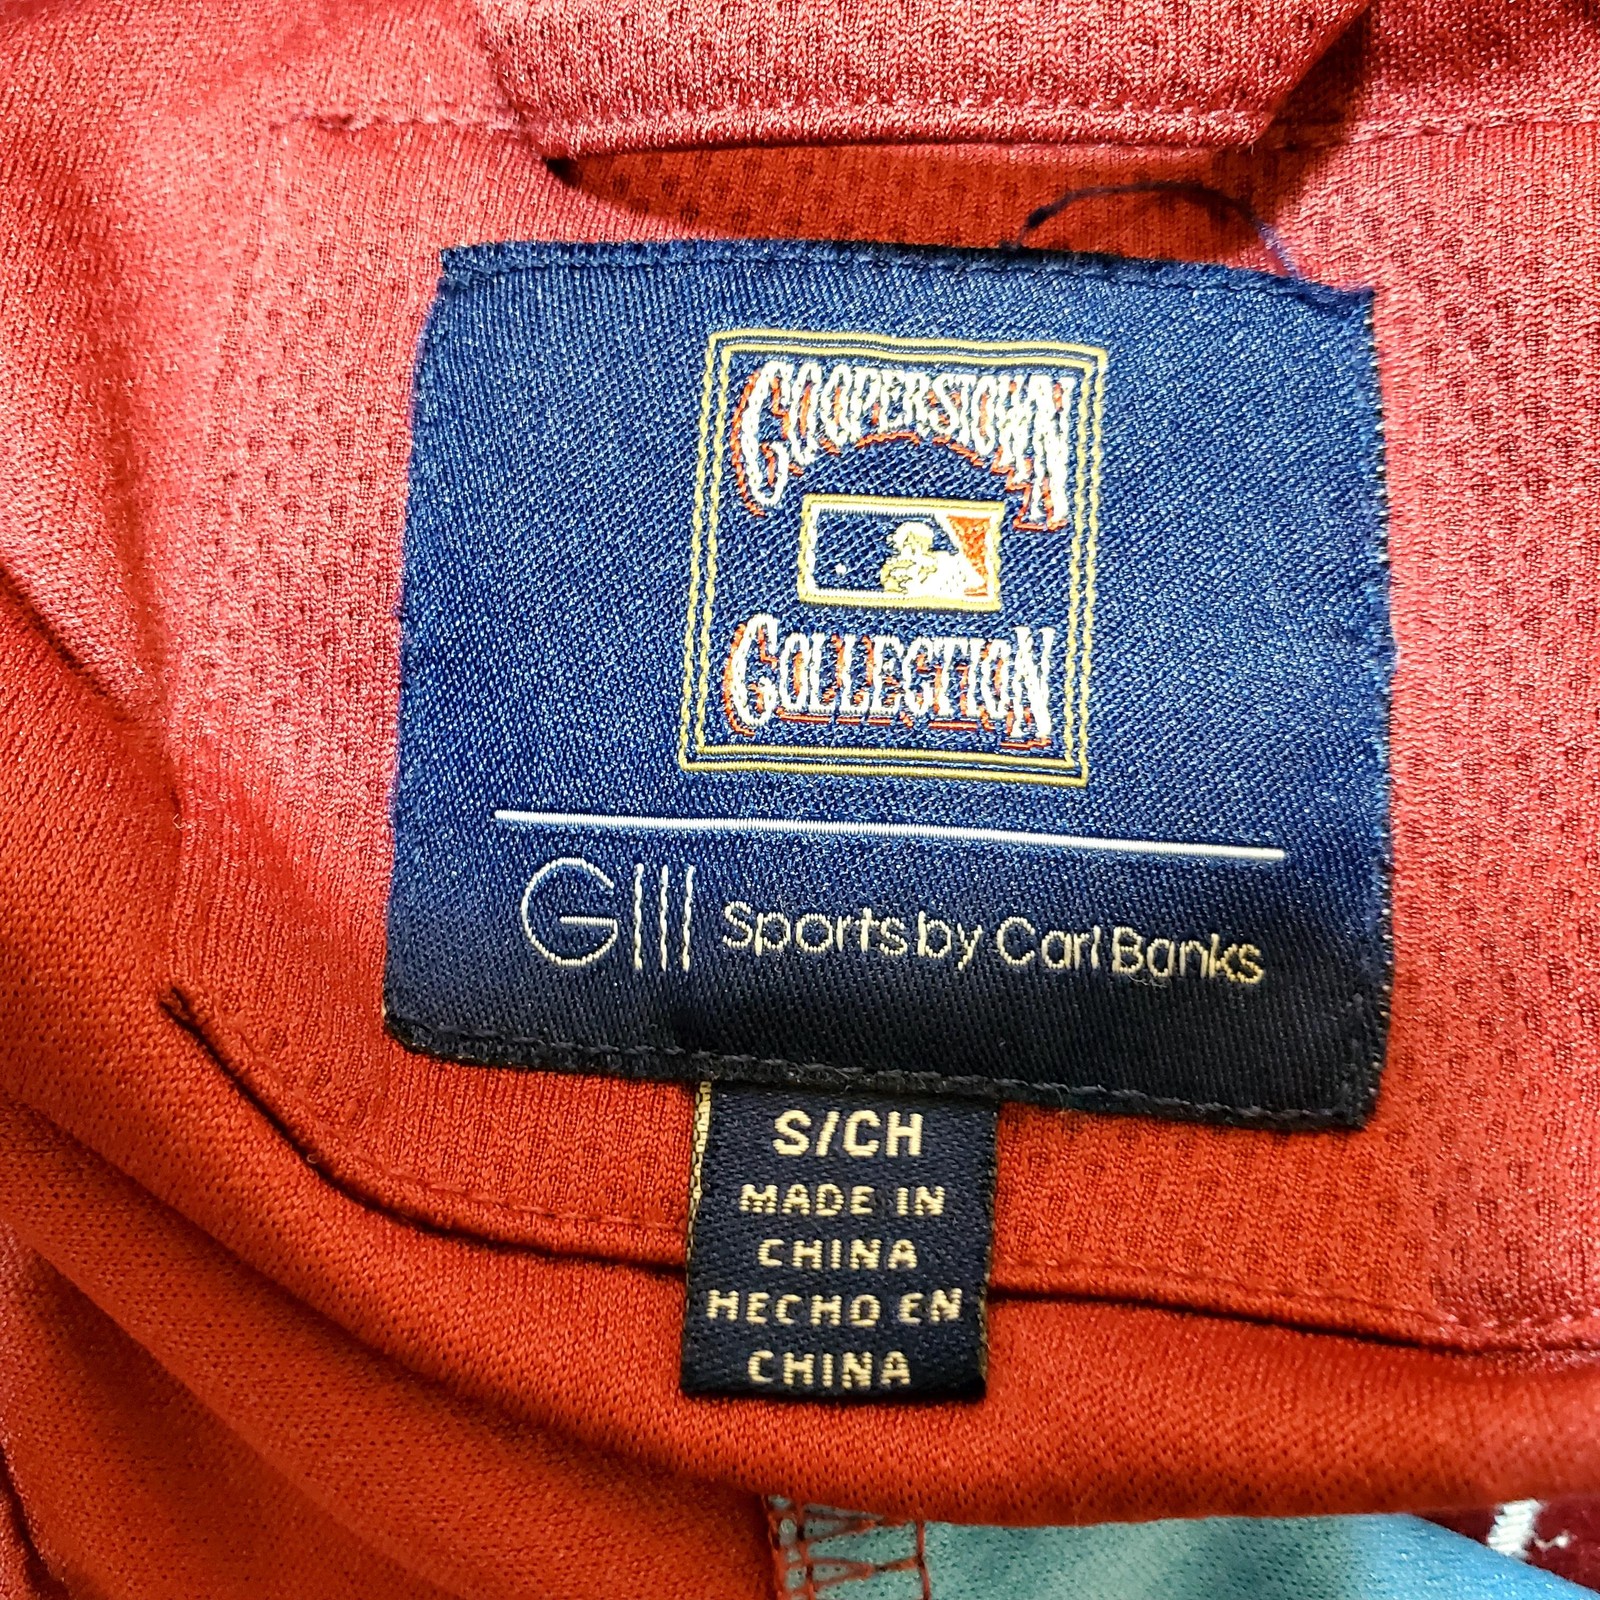 COOPERSTOWN
COLLECTION
GIII Sports by Carl Banks
S/CH
MADE IN
CHINA
HECHO EN
CHINA